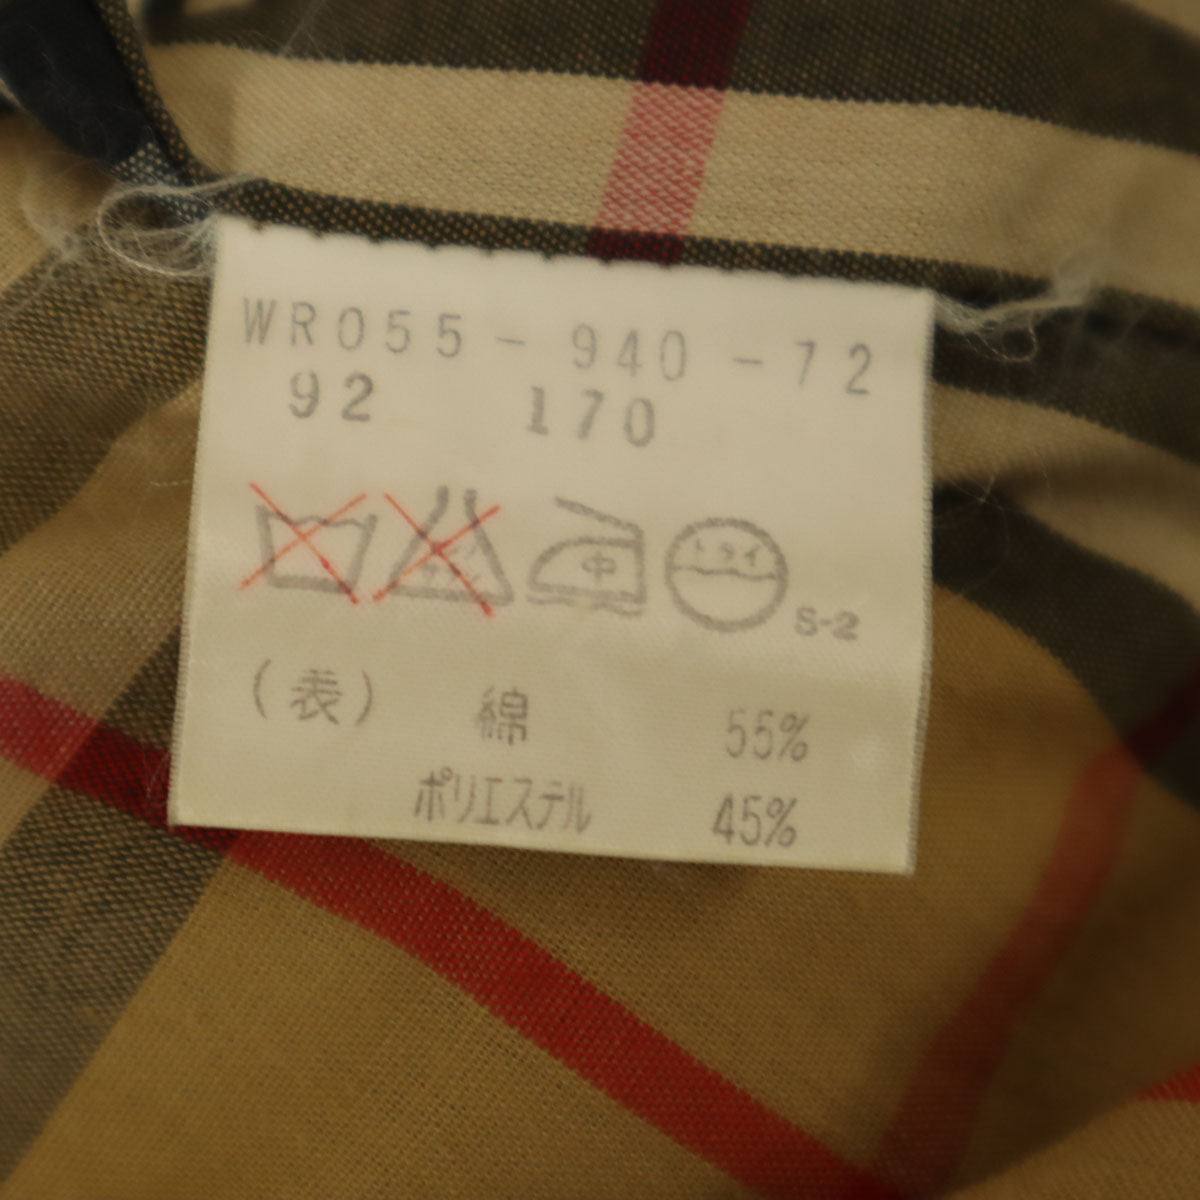 WR055-940-72
92 170
中 ドライ
S-2
(表) 綿 55%
ポリエステル 45%